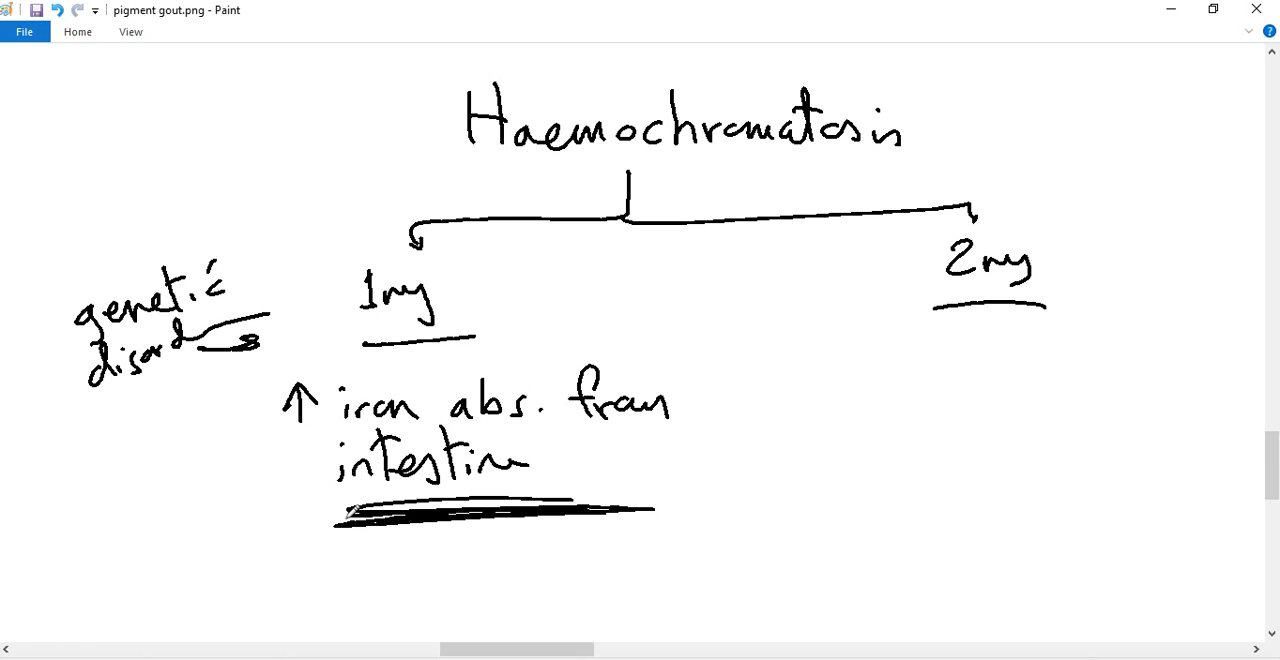 pigment gout.png - Paint
File Home View
Haemochromatosis
1ry
2ry
genetic
disord
↑ iron abs. from
intestine